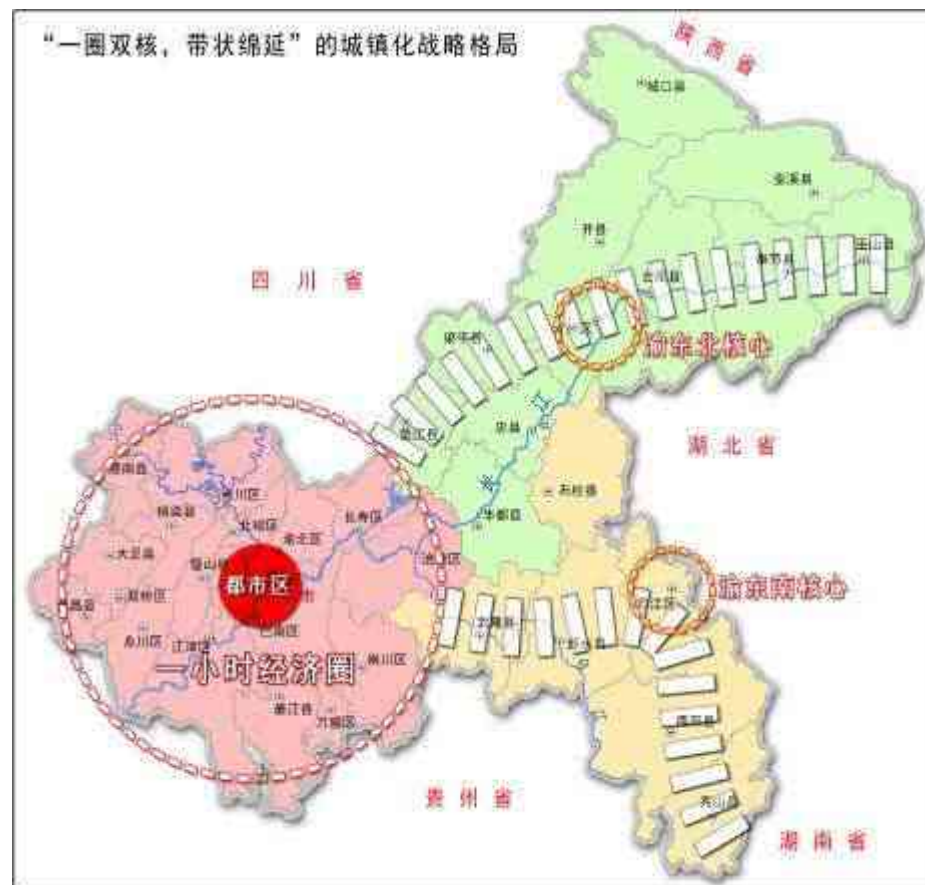 “一圈双核，带状绵延”的城镇化战略格局
陕西省
城口县
巫溪县
开县
巫山县
奉节县
云阳县
四川省
渝东北核心
梁平县
垫江县
忠县
湖北省
江
长
石柱县
丰都区
潼南县
合川区
铜梁县
北碚区
长寿区
渝北区
大足县
璧山县
涪陵区
都市区
双桥区
荣昌县
永川区
江津区
巴南区
南川区
一小时经济圈
綦江县
万盛区
黔江区
渝东南核心
武隆县
彭水县
酉阳县
秀山县
贵州省
湖南省